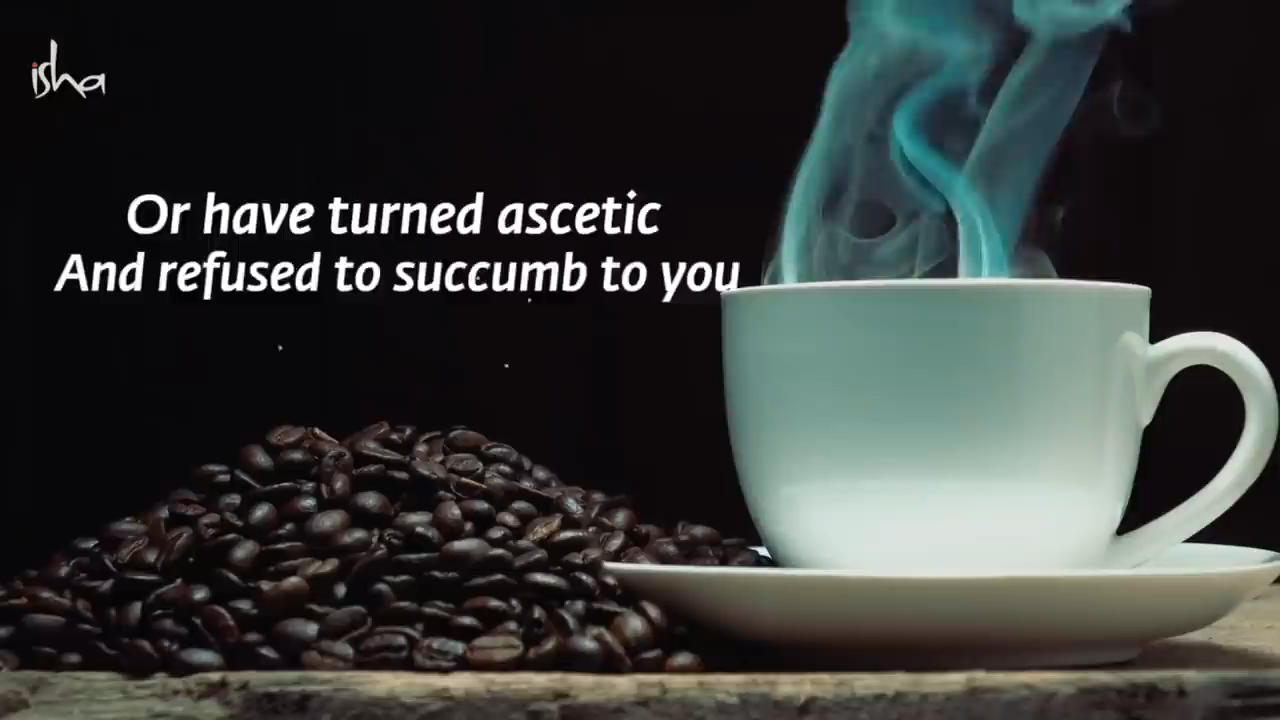 isha
Or have turned ascetic
And refused to succumb to you